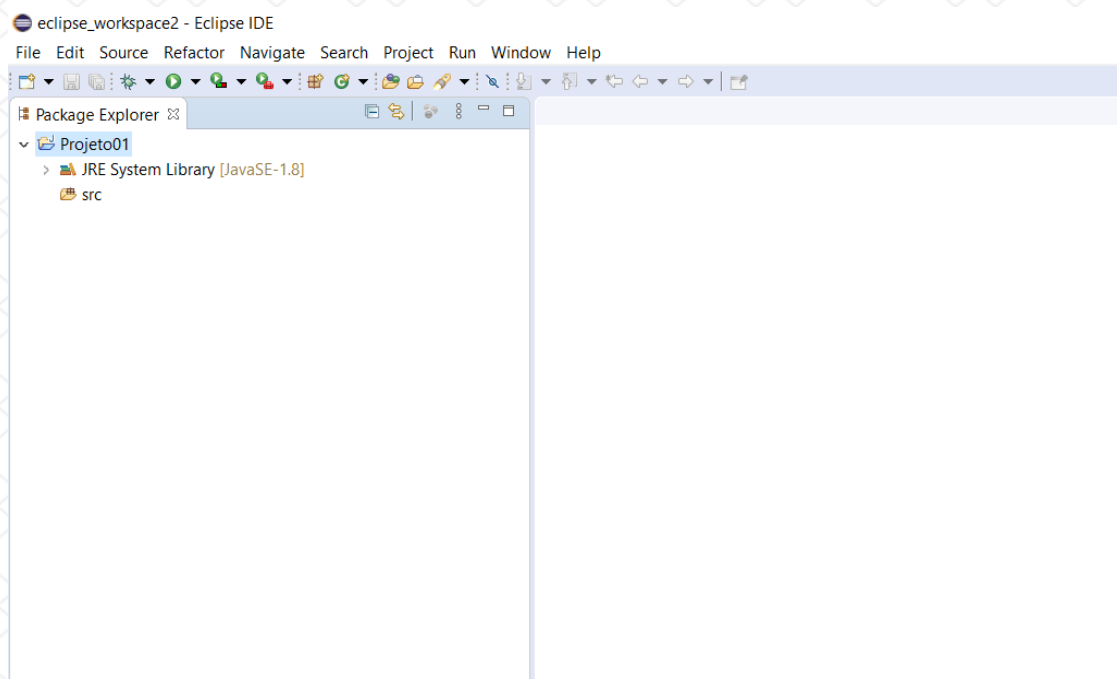 eclipse_workspace2 - Eclipse IDE
File Edit Source Refactor Navigate Search Project Run Window Help
Package Explorer
Projeto01
JRE System Library [JavaSE-1.8]
src